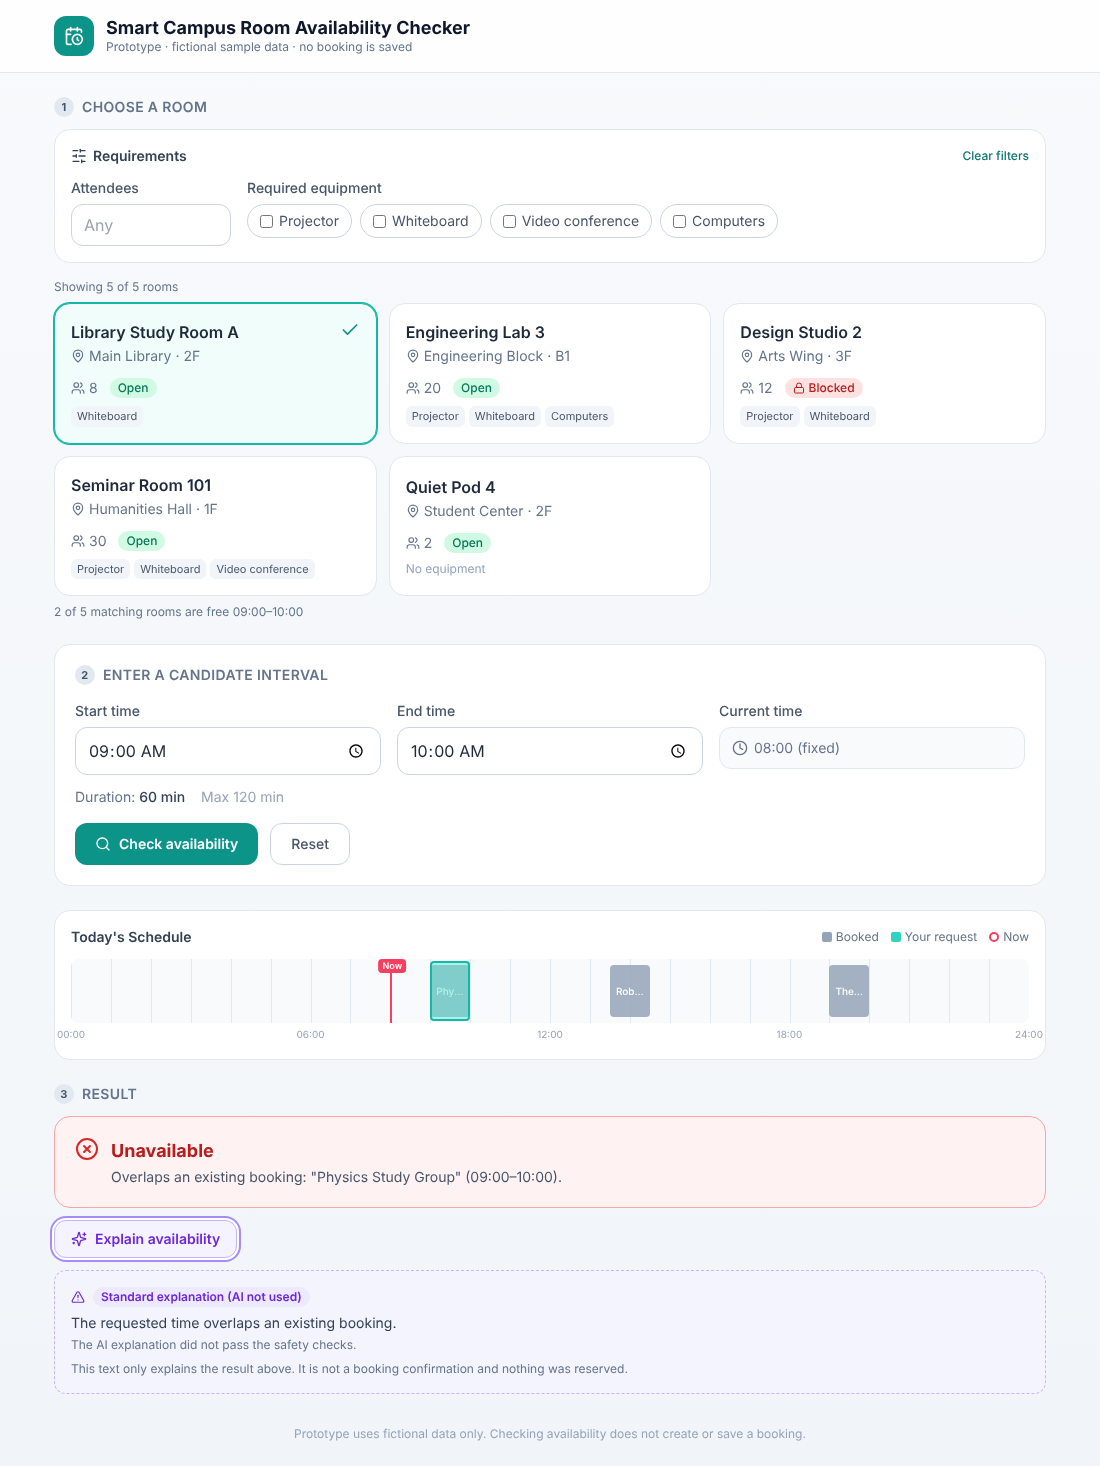 Smart Campus Room Availability Checker
Prototype · fictional sample data · no booking is saved
1 CHOOSE A ROOM
Requirements
Clear filters
Attendees
Required equipment
Any
Projector
Whiteboard
Video conference
Computers
Showing 5 of 5 rooms
Library Study Room A
Main Library · 2F
8 Open
Whiteboard
Engineering Lab 3
Engineering Block · B1
20 Open
Projector Whiteboard Computers
Design Studio 2
Arts Wing · 3F
12 Blocked
Projector Whiteboard
Seminar Room 101
Humanities Hall · 1F
30 Open
Projector Whiteboard Video conference
Quiet Pod 4
Student Center · 2F
2 Open
No equipment
2 of 5 matching rooms are free 09:00–10:00
2 ENTER A CANDIDATE INTERVAL
Start time
End time
Current time
09:00 AM
10:00 AM
08:00 (fixed)
Duration: 60 min Max 120 min
Check availability
Reset
Today's Schedule
Booked Your request Now
Now
Phy...
Rob...
The...
00:00 06:00 12:00 18:00 24:00
3 RESULT
Unavailable
Overlaps an existing booking: "Physics Study Group" (09:00–10:00).
Explain availability
Standard explanation (AI not used)
The requested time overlaps an existing booking.
The AI explanation did not pass the safety checks.
This text only explains the result above. It is not a booking confirmation and nothing was reserved.
Prototype uses fictional data only. Checking availability does not create or save a booking.